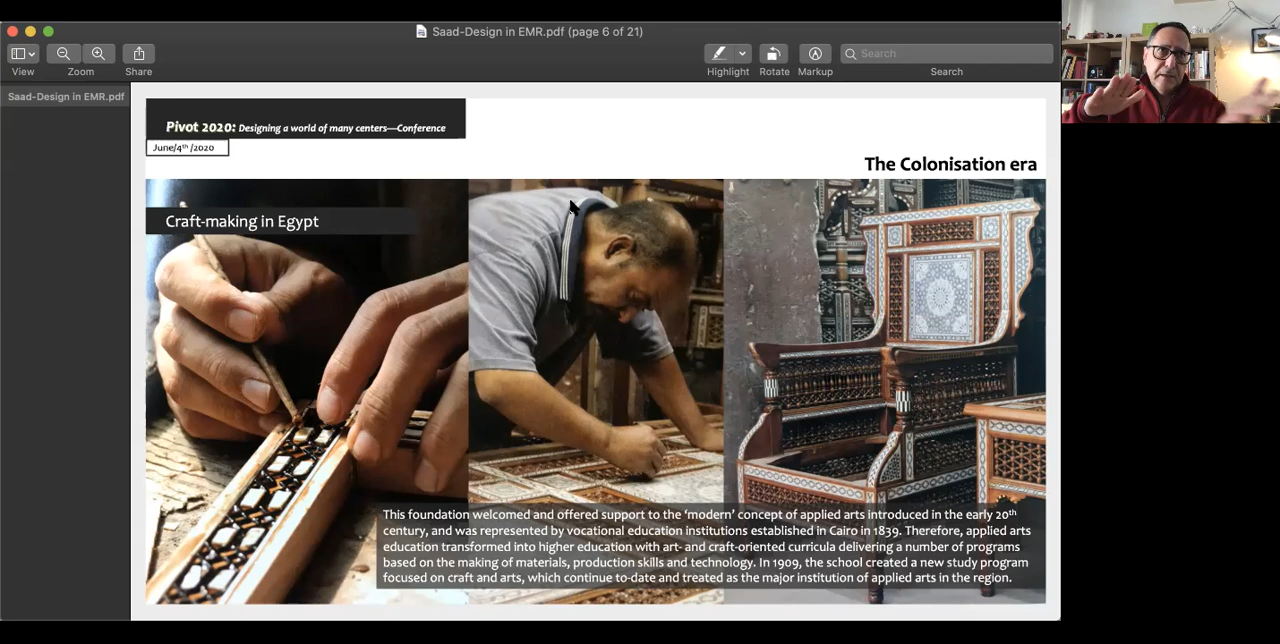 Saad-Design in EMR.pdf (page 6 of 21)
View
Zoom
Share
Highlight
Rotate
Markup
Search
Search
Saad-Design in EMR.pdf
Pivot 2020: Designing a world of many centers—Conference
June/4th /2020
The Colonisation era
Craft-making in Egypt
This foundation welcomed and offered support to the ‘modern’ concept of applied arts introduced in the early 20th
century, and was represented by vocational education institutions established in Cairo in 1839. Therefore, applied arts
education transformed into higher education with art- and craft-oriented curricula delivering a number of programs
based on the making of materials, production skills and technology. In 1909, the school created a new study program
focused on craft and arts, which continue to-date and treated as the major institution of applied arts in the region.